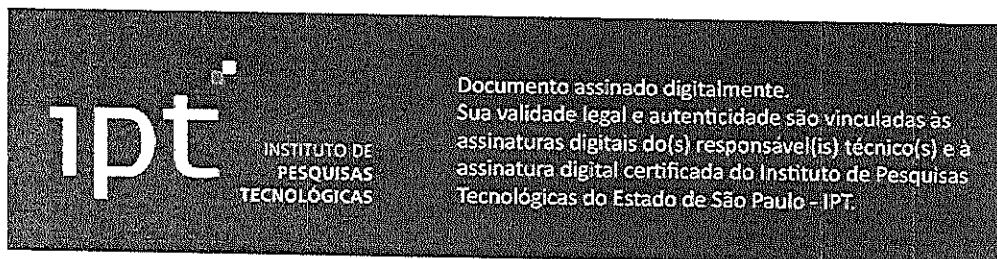 ipt
INSTITUTO DE
PESQUISAS
TECNOLÓGICAS
Documento assinado digitalmente.
Sua validade legal e autenticidade são vinculadas às
assinaturas digitais do(s) responsável(is) técnico(s) e à
assinatura digital certificada do Instituto de Pesquisas
Tecnológicas do Estado de São Paulo - IPT.